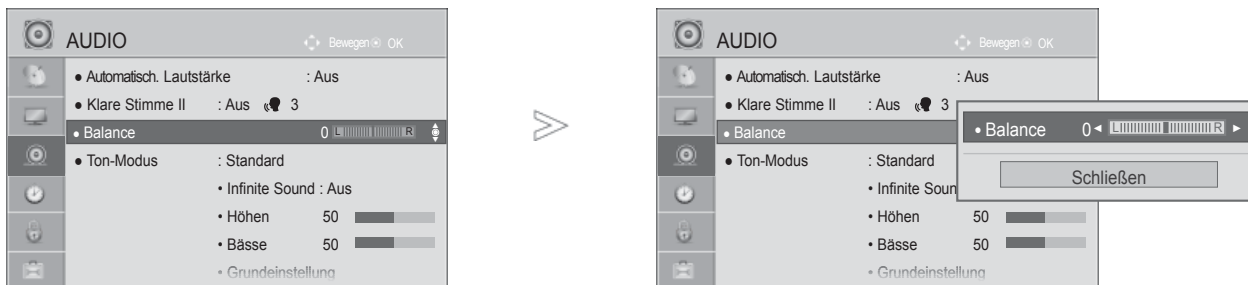 AUDIO
Bewegen OK
● Automatisch. Lautstärke : Aus
● Klare Stimme II : Aus 3
• Balance 0 L R
● Ton-Modus : Standard
• Infinite Sound : Aus
• Höhen 50
• Bässe 50
• Grundeinstellung
AUDIO
Bewegen OK
● Automatisch. Lautstärke : Aus
● Klare Stimme II : Aus 3
• Balance
● Ton-Modus : Standard
• Infinite Soun
• Höhen 50
• Bässe 50
• Grundeinstellung
• Balance 0 ◄ L R ►
Schließen